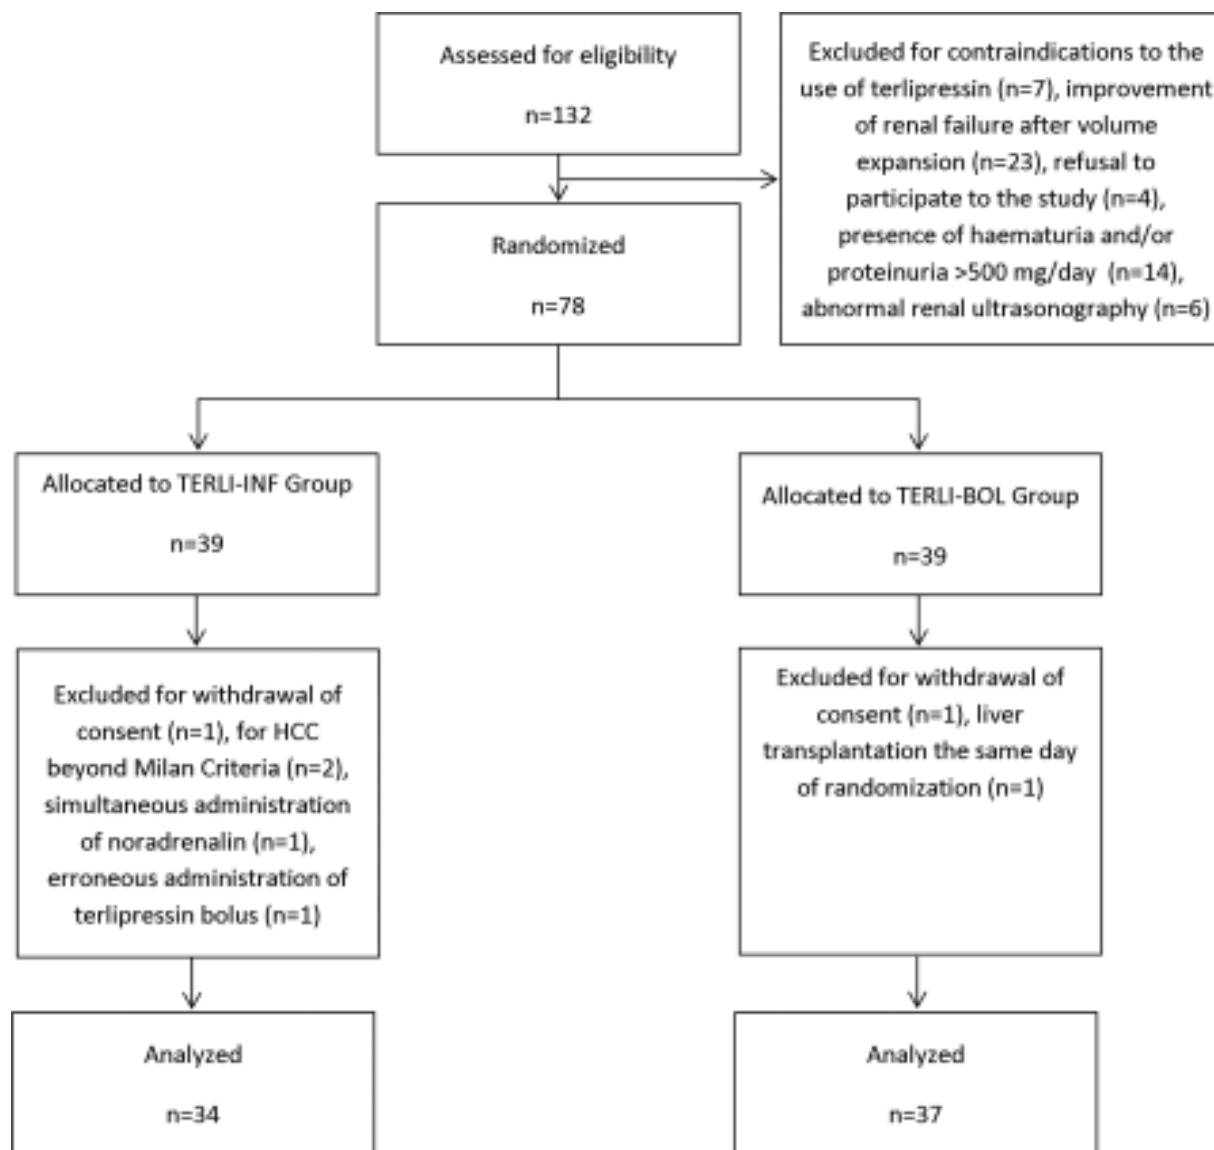 Assessed for eligibility
n=132
Excluded for contraindications to the
use of terlipressin (n=7), improvement
of renal failure after volume
expansion (n=23), refusal to
participate to the study (n=4),
presence of haematuria and/or
proteinuria >500 mg/day (n=14),
abnormal renal ultrasonography (n=6)
Randomized
n=78
Allocated to TERLI-INF Group
n=39
Allocated to TERLI-BOL Group
n=39
Excluded for withdrawal of
consent (n=1), for HCC
beyond Milan Criteria (n=2),
simultaneous administration
of noradrenalin (n=1),
erroneous administration of
terlipressin bolus (n=1)
Excluded for withdrawal of
consent (n=1), liver
transplantation the same day
of randomization (n=1)
Analyzed
n=34
Analyzed
n=37